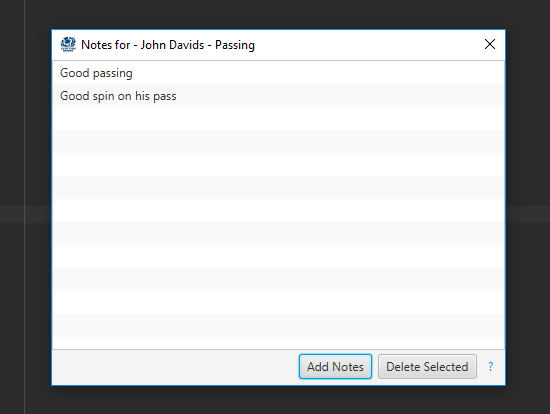 Notes for - John Davids - Passing
Good passing
Good spin on his pass
Add Notes
Delete Selected
?